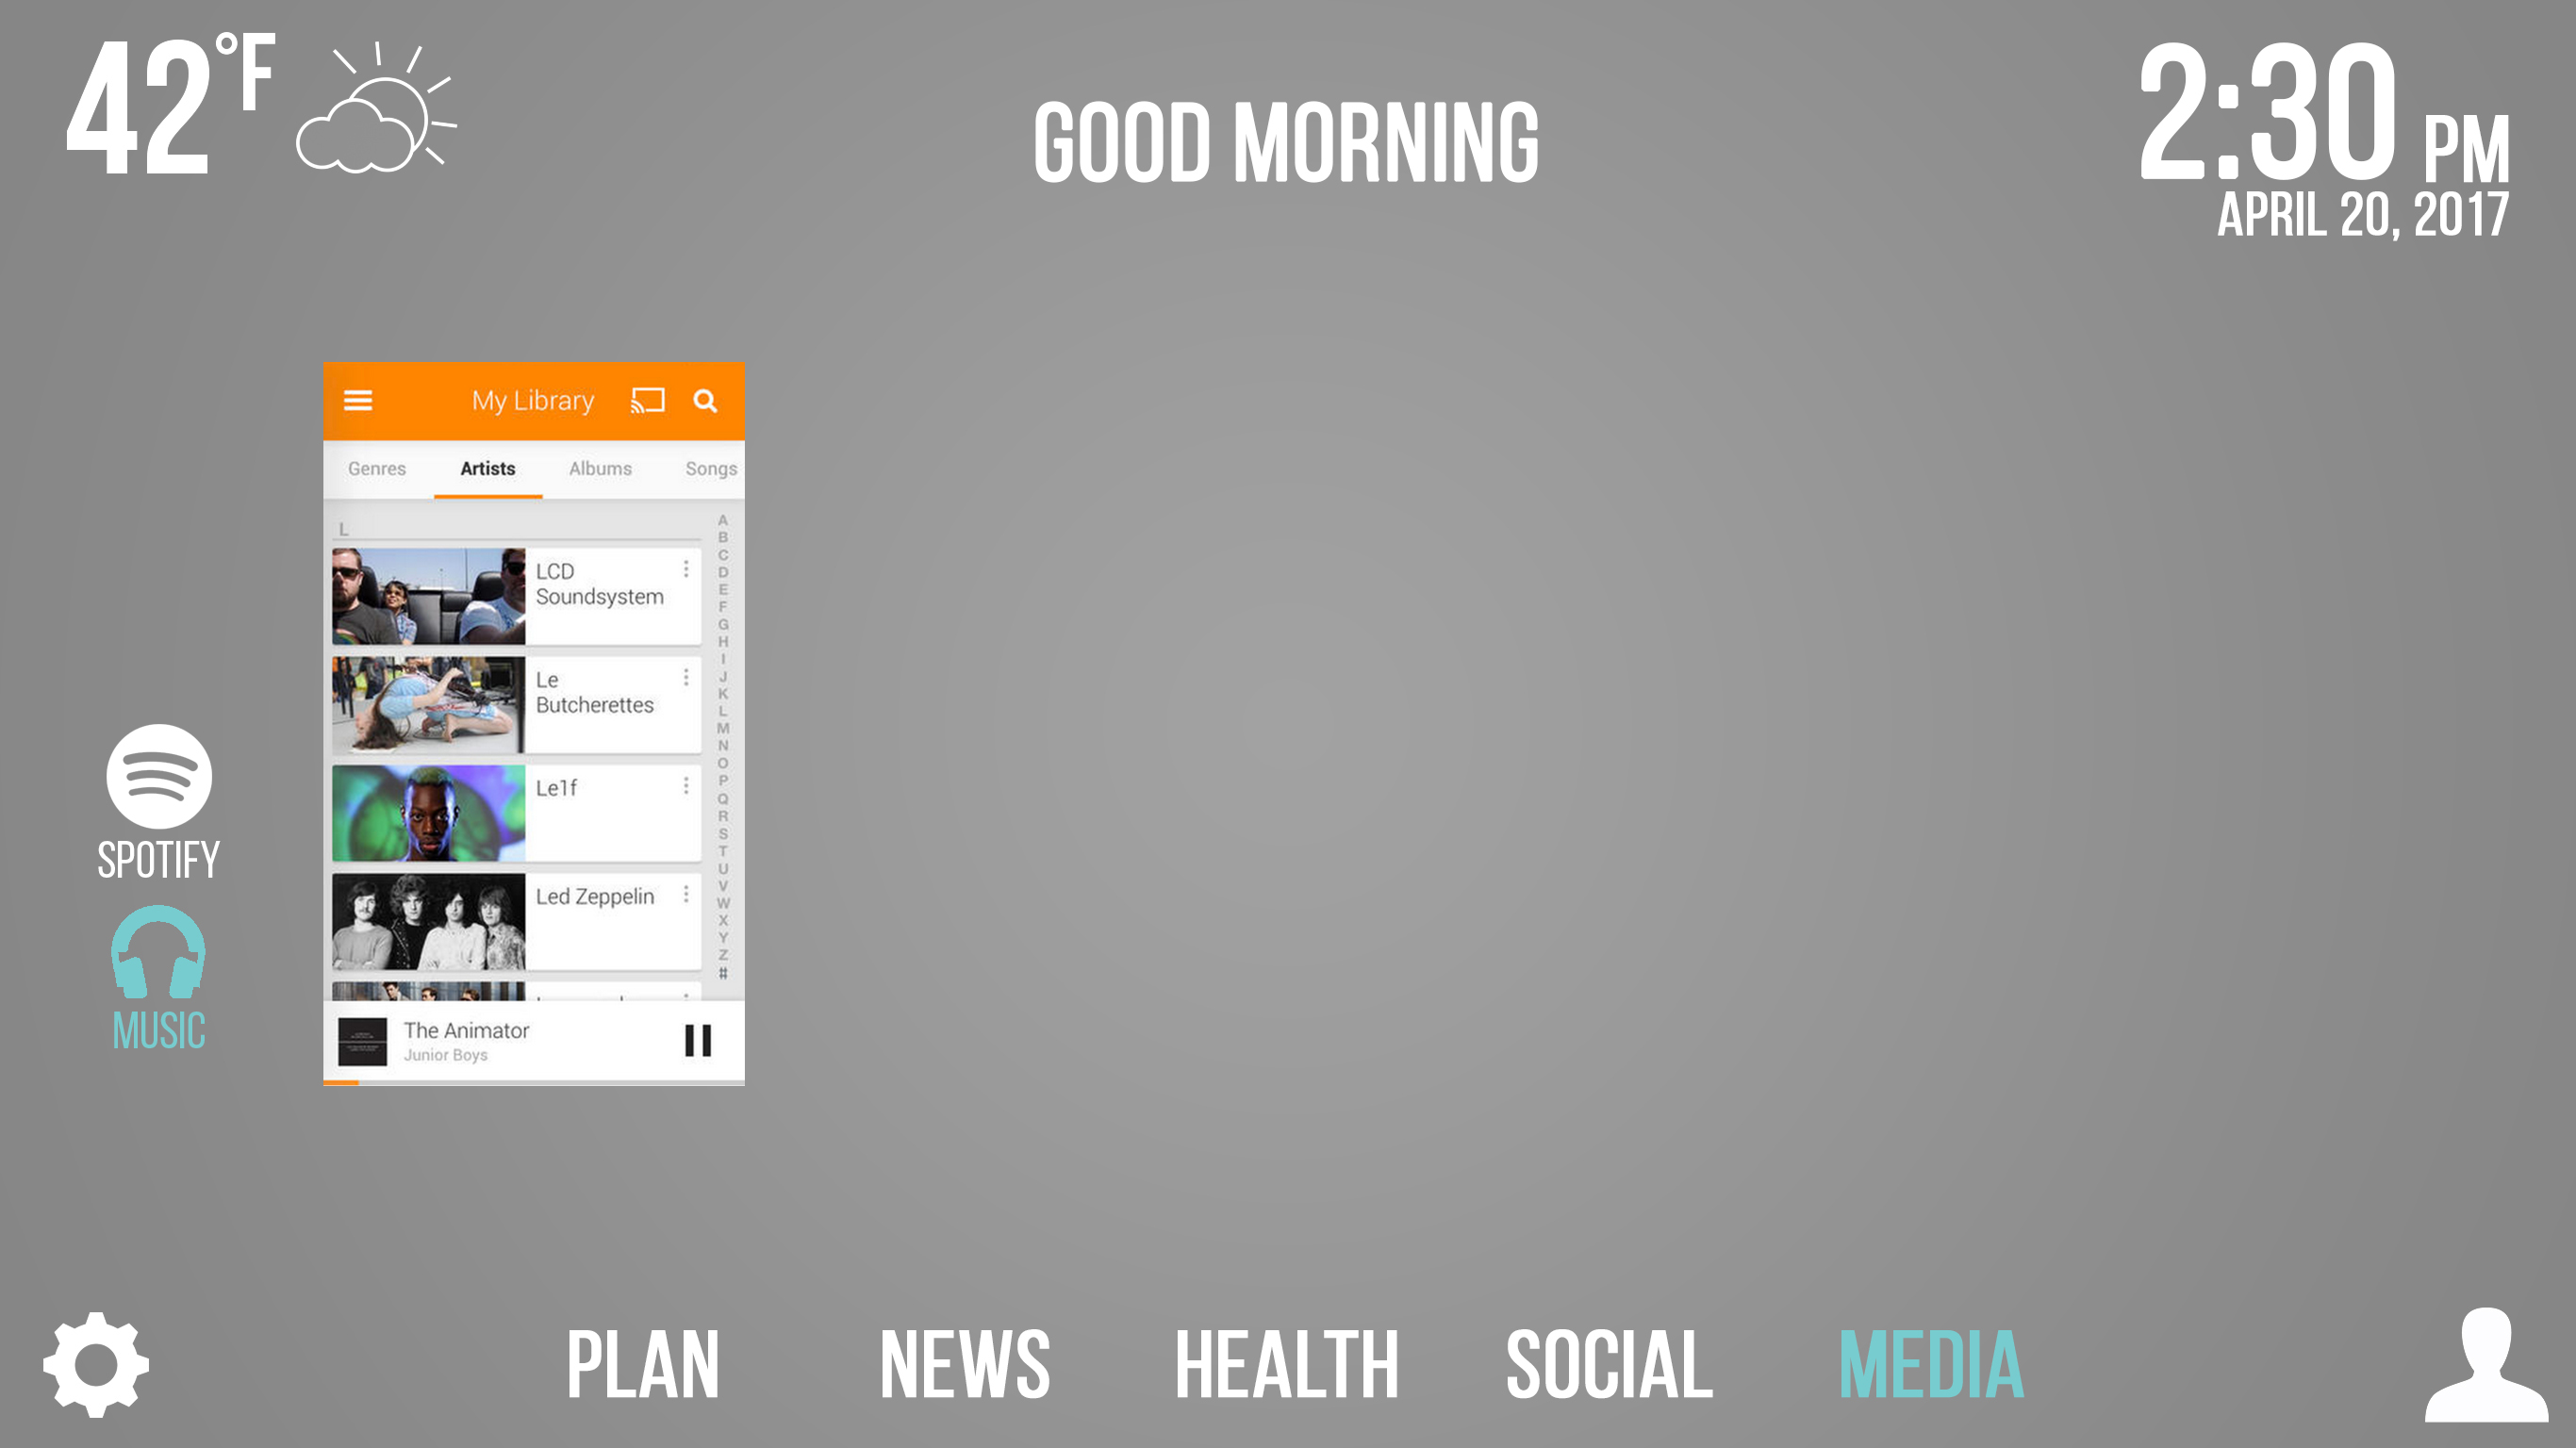 42°F
GOOD MORNING
2:30 PM
APRIL 20, 2017
My Library
Genres Artists Albums Songs
L
LCD
Soundsystem
Le
Butcherettes
Le1f
Led Zeppelin
A
B
C
D
E
F
G
H
I
J
K
L
M
N
O
P
Q
R
S
T
U
V
W
X
Y
Z
#
The Animator
Junior Boys
SPOTIFY
MUSIC
PLAN NEWS HEALTH SOCIAL MEDIA